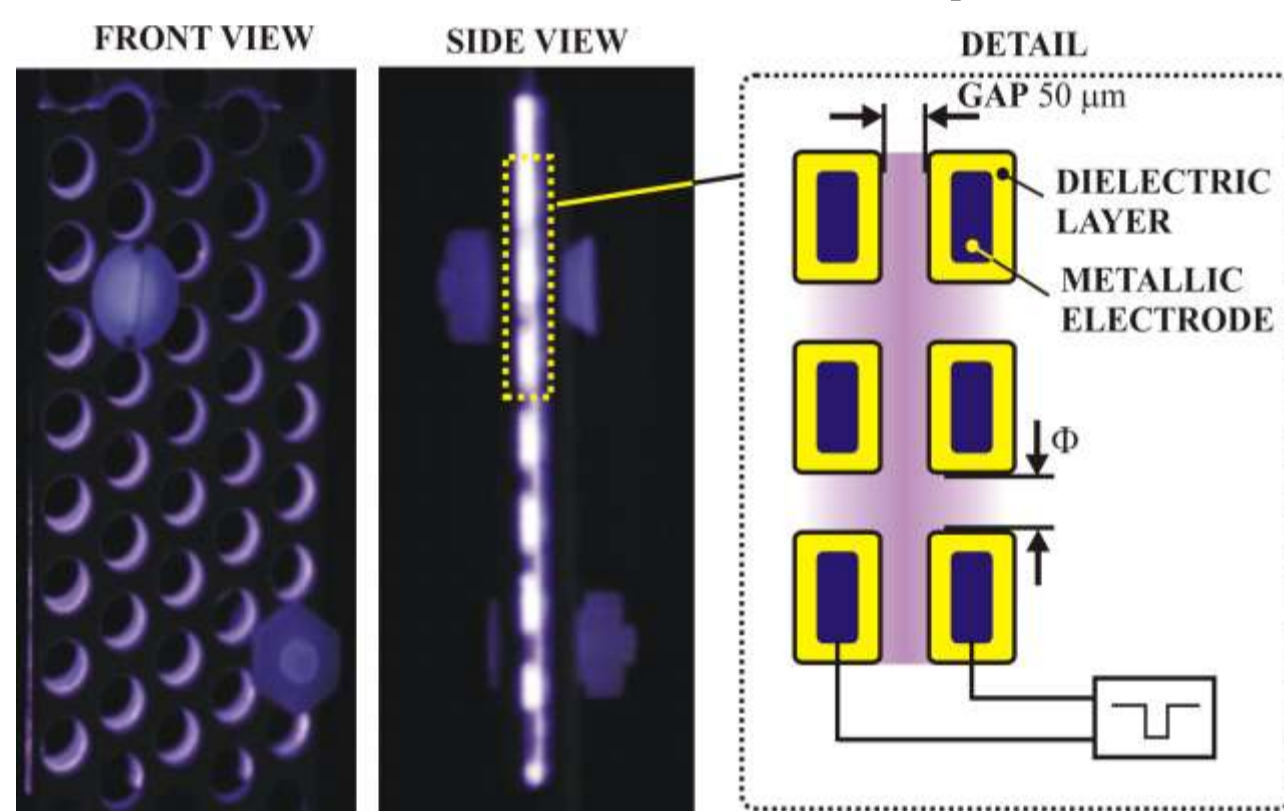 FRONT VIEW
SIDE VIEW
DETAIL
GAP 50 μm
DIELECTRIC
LAYER
METALLIC
ELECTRODE
Φ